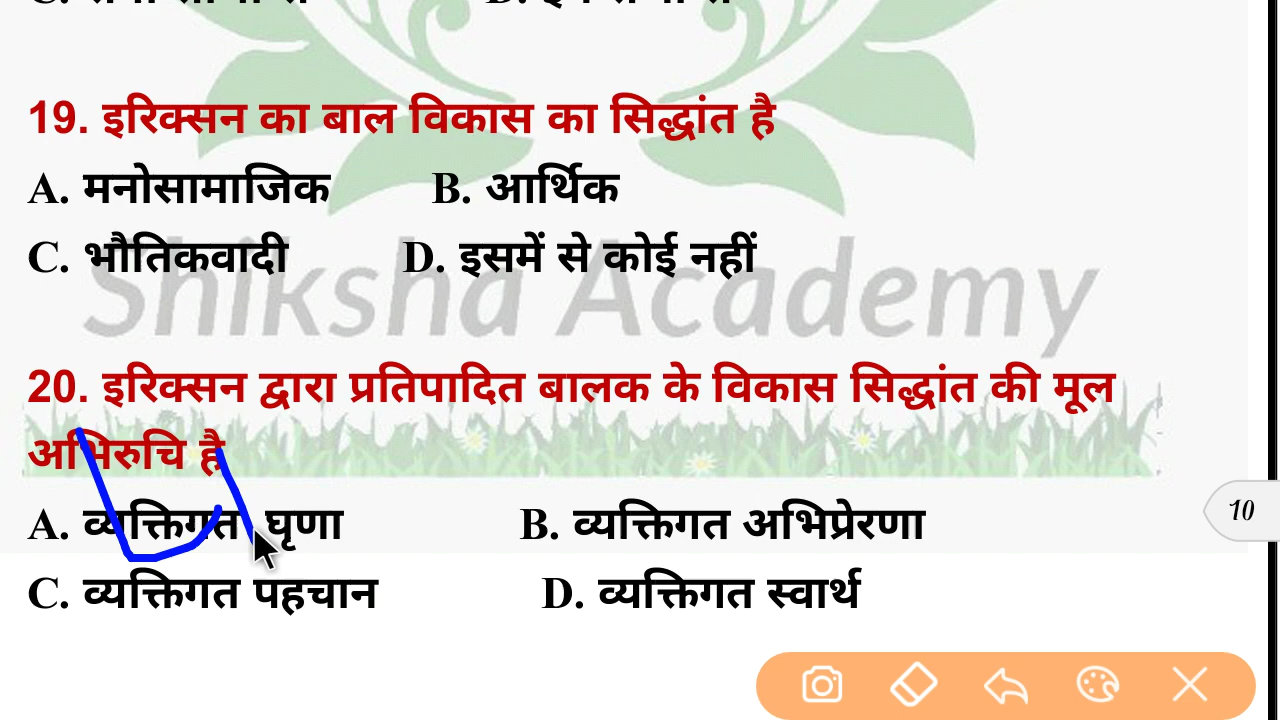 19. इरिक्सन का बाल विकास का सिद्धांत है
A. मनोसामाजिक B. आर्थिक
C. भौतिकवादी D. इसमें से कोई नहीं
Shiksha Academy
20. इरिक्सन द्वारा प्रतिपादित बालक के विकास सिद्धांत की मूल
अभिरुचि है
A. व्यक्तिगत घृणा B. व्यक्तिगत अभिप्रेरणा
10
C. व्यक्तिगत पहचान D. व्यक्तिगत स्वार्थ